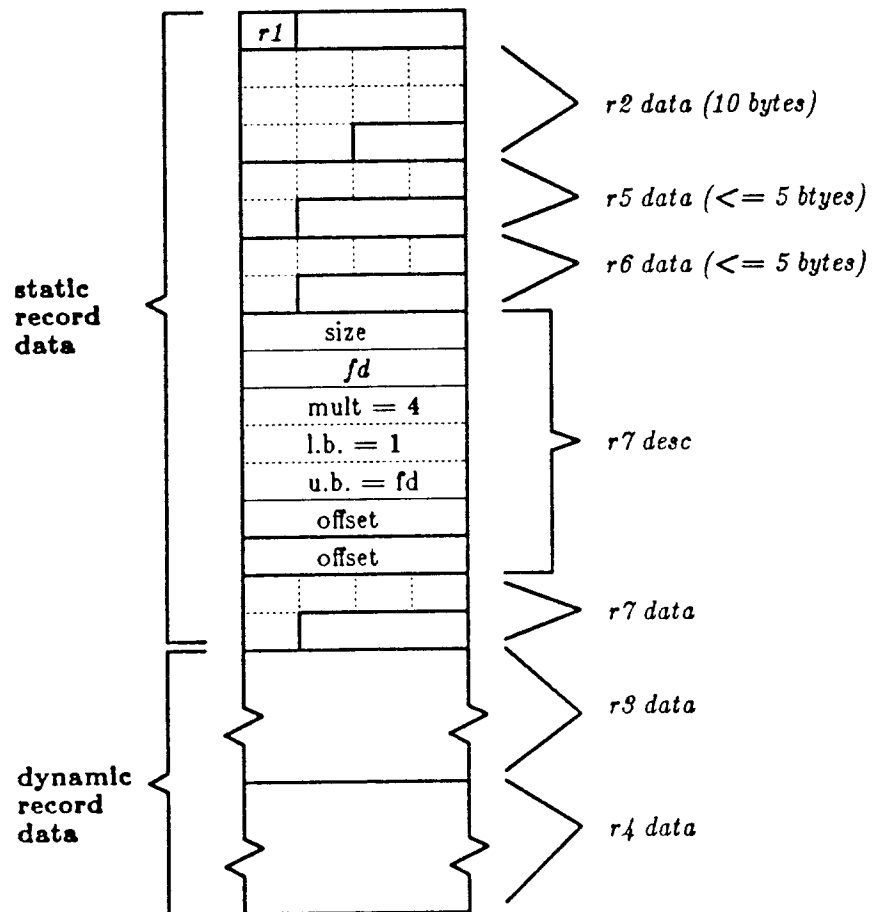 r1
r2 data (10 bytes)
r5 data (<= 5 btyes)
r6 data (<= 5 bytes)
static
record
data
size
fd
mult = 4
l.b. = 1
u.b. = fd
offset
offset
r7 desc
r7 data
r3 data
dynamic
record
data
r4 data